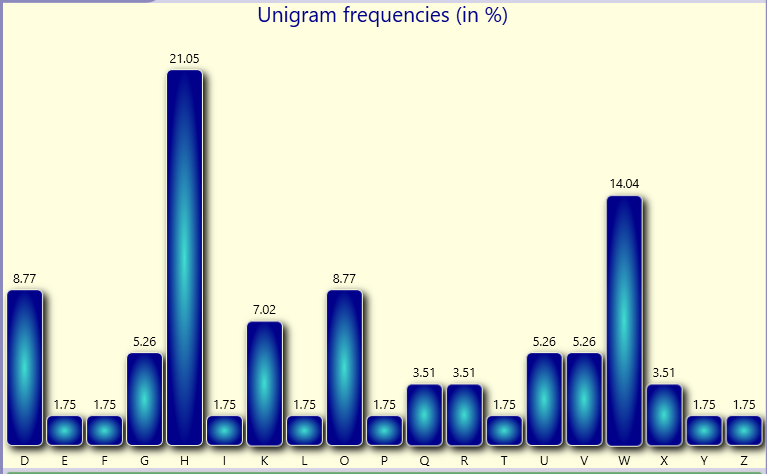 Unigram frequencies (in %)
21.05
14.04
8.77 8.77
7.02
5.26 5.26 5.26
3.51 3.51 3.51
1.75 1.75 1.75 1.75 1.75 1.75 1.75 1.75
D E F G H I K L O P Q R T U V W X Y Z